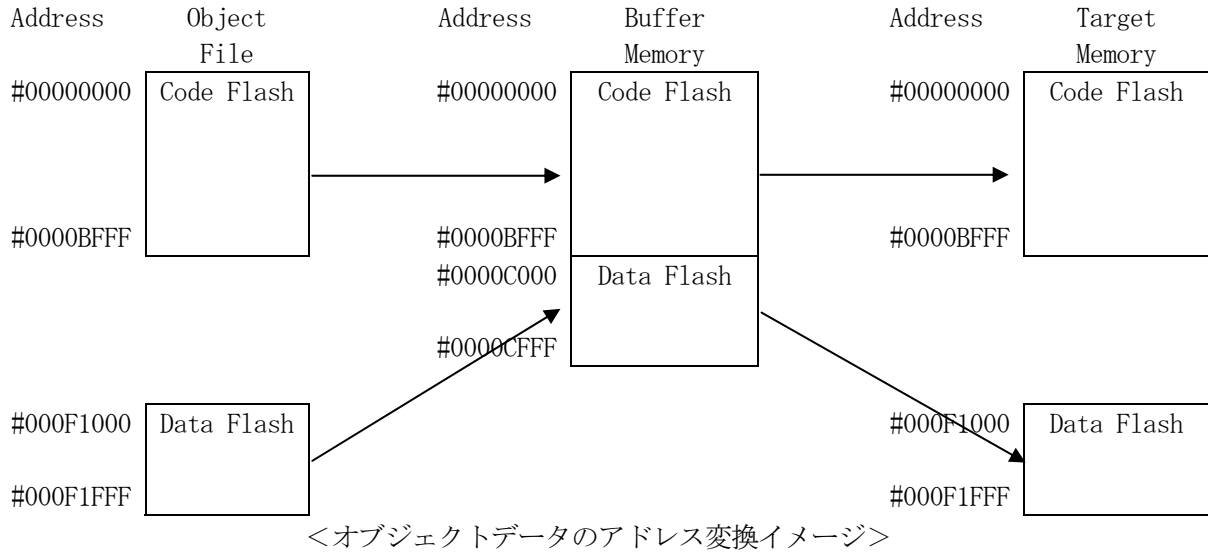 Address Object File Address Buffer Memory Address Target Memory
#00000000 Code Flash #00000000 Code Flash #00000000 Code Flash
#0000BFFF #0000BFFF #0000BFFF
#0000C000 Data Flash
#0000CFFF
#000F1000 Data Flash #000F1000 Data Flash
#000F1FFF #000F1FFF
＜オブジェクトデータのアドレス変換イメージ＞